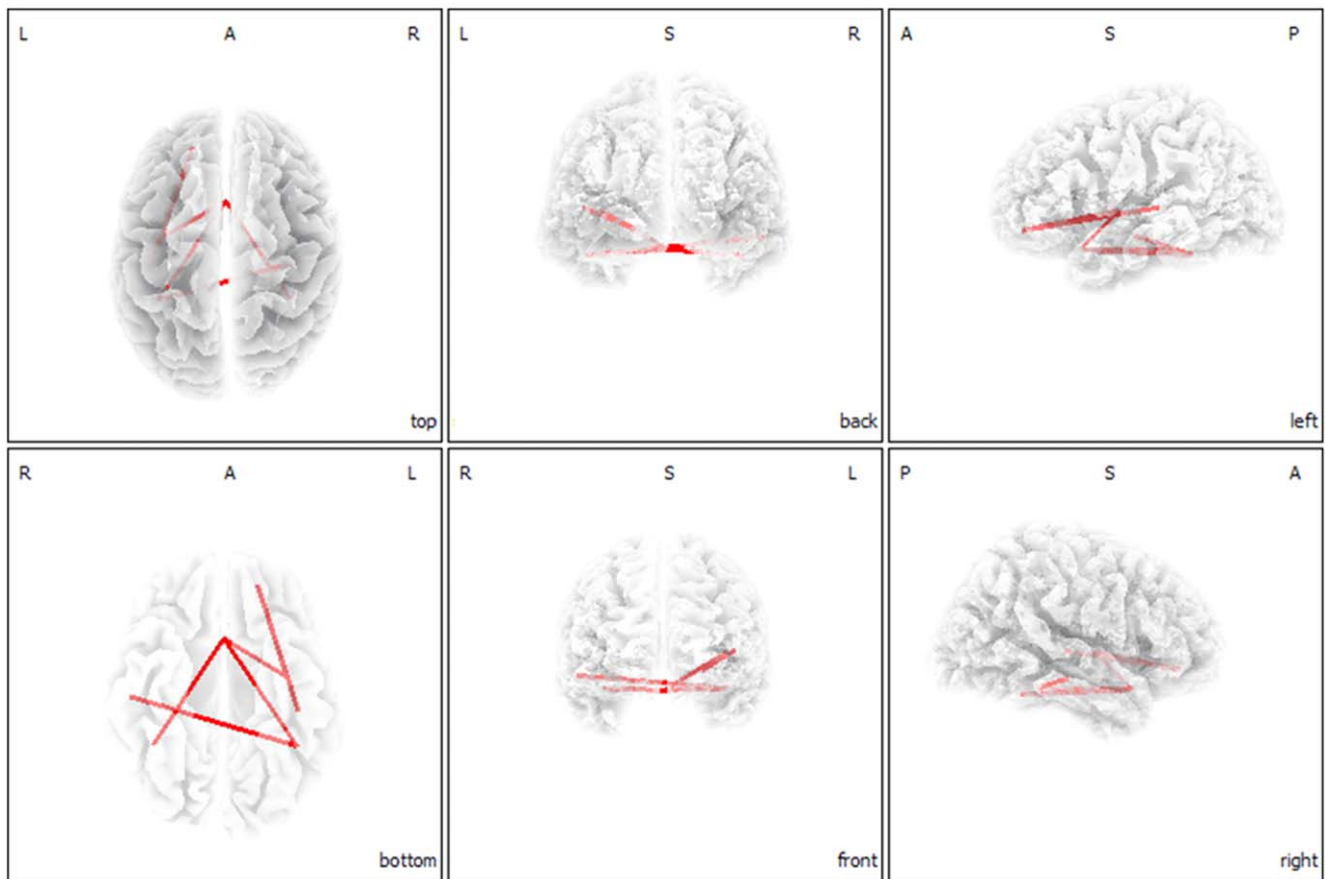 L A R
top
L S R
back
A S P
left
R A L
bottom
R S L
front
P S A
right